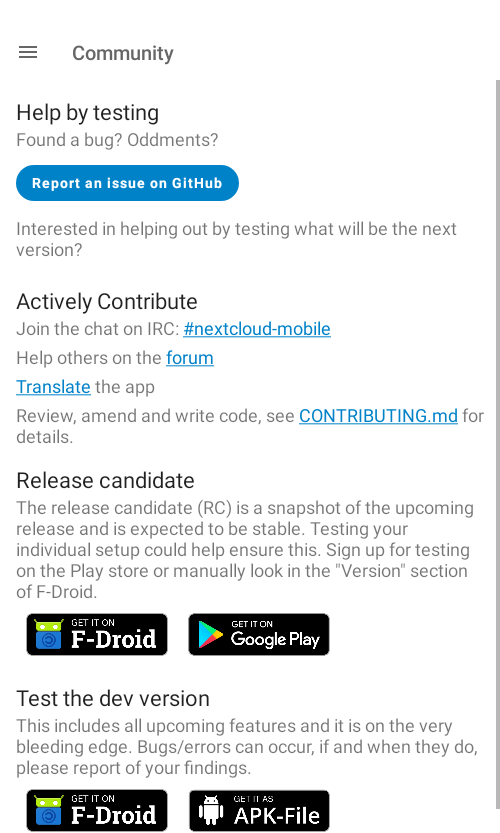 Community
Help by testing
Found a bug? Oddments?
Report an issue on GitHub
Interested in helping out by testing what will be the next
version?
Actively Contribute
Join the chat on IRC: #nextcloud-mobile
Help others on the forum
Translate the app
Review, amend and write code, see CONTRIBUTING.md for
details.
Release candidate
The release candidate (RC) is a snapshot of the upcoming
release and is expected to be stable. Testing your
individual setup could help ensure this. Sign up for testing
on the Play store or manually look in the "Version" section
of F-Droid.
GET IT ON
F-Droid
GET IT ON
Google Play
Test the dev version
This includes all upcoming features and it is on the very
bleeding edge. Bugs/errors can occur, if and when they do,
please report of your findings.
GET IT ON
F-Droid
GET IT AS
APK-File